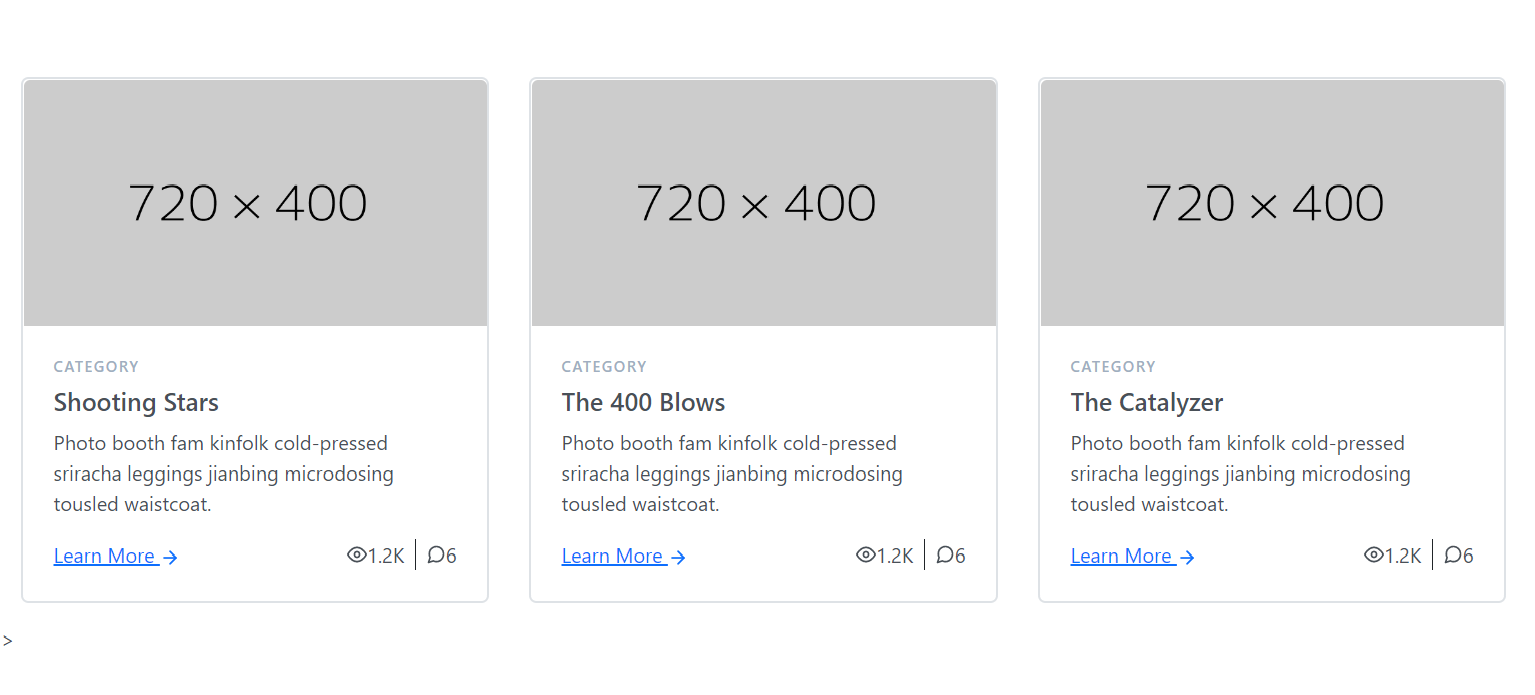 720 × 400
CATEGORY
Shooting Stars
Photo booth fam kinfolk cold-pressed
sriracha leggings jianbing microdosing
tousled waistcoat.
Learn More →
1.2K
6
720 × 400
CATEGORY
The 400 Blows
Photo booth fam kinfolk cold-pressed
sriracha leggings jianbing microdosing
tousled waistcoat.
Learn More →
1.2K
6
720 × 400
CATEGORY
The Catalyzer
Photo booth fam kinfolk cold-pressed
sriracha leggings jianbing microdosing
tousled waistcoat.
Learn More →
1.2K
6
>